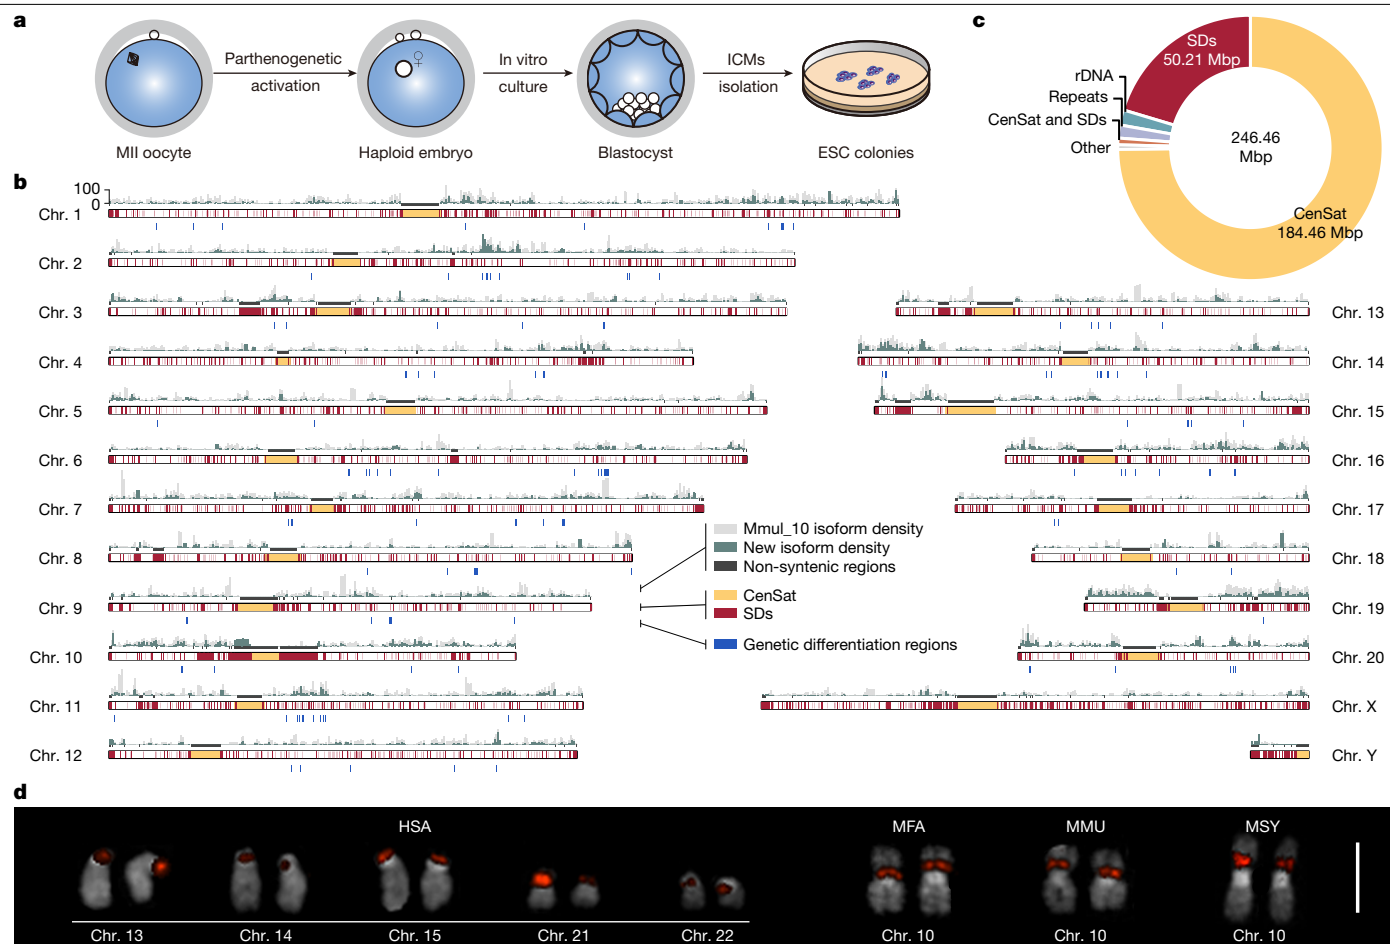 a
Parthenogenetic
activation
In vitro
culture
ICMs
isolation
MII oocyte
Haploid embryo
Blastocyst
ESC colonies
c
SDs
50.21 Mbp
rDNA
Repeats
CenSat and SDs
Other
246.46
Mbp
CenSat
184.46 Mbp
b
100
0
Chr. 1
Chr. 2
Chr. 3
Chr. 4
Chr. 5
Chr. 6
Chr. 7
Chr. 8
Chr. 9
Chr. 10
Chr. 11
Chr. 12
Chr. 13
Chr. 14
Chr. 15
Chr. 16
Chr. 17
Chr. 18
Chr. 19
Chr. 20
Chr. X
Chr. Y
Mmul_10 isoform density
New isoform density
Non-syntenic regions
CenSat
SDs
Genetic differentiation regions
d
HSA
MFA
MMU
MSY
Chr. 13
Chr. 14
Chr. 15
Chr. 21
Chr. 22
Chr. 10
Chr. 10
Chr. 10